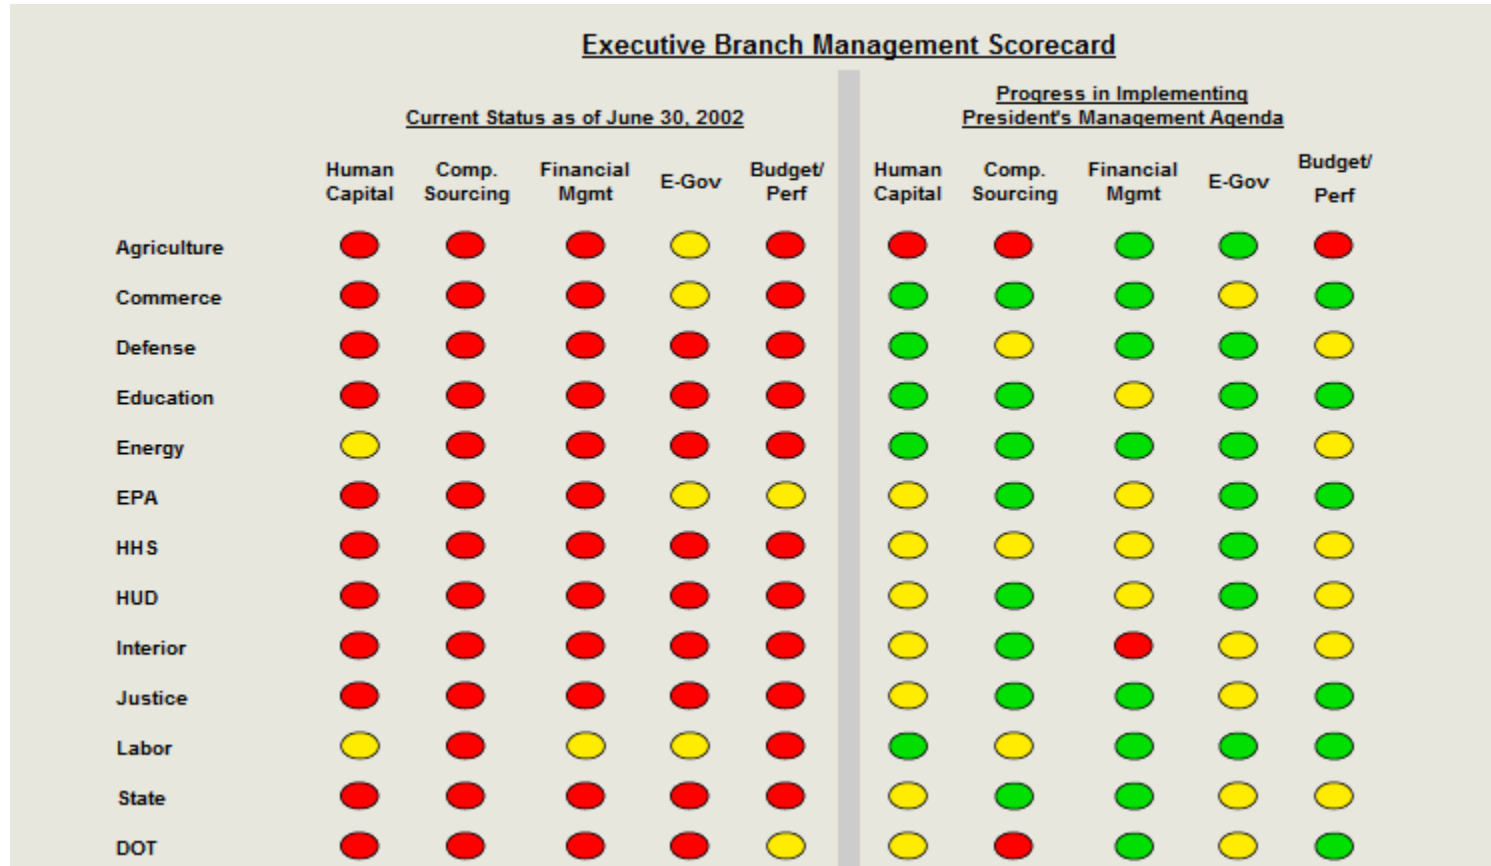 Executive Branch Management Scorecard
Current Status as of June 30, 2002
Progress in Implementing
President's Management Agenda
Human Capital
Comp. Sourcing
Financial Mgmt
E-Gov
Budget/ Perf
Human Capital
Comp. Sourcing
Financial Mgmt
E-Gov
Budget/ Perf
Agriculture
Commerce
Defense
Education
Energy
EPA
HHS
HUD
Interior
Justice
Labor
State
DOT